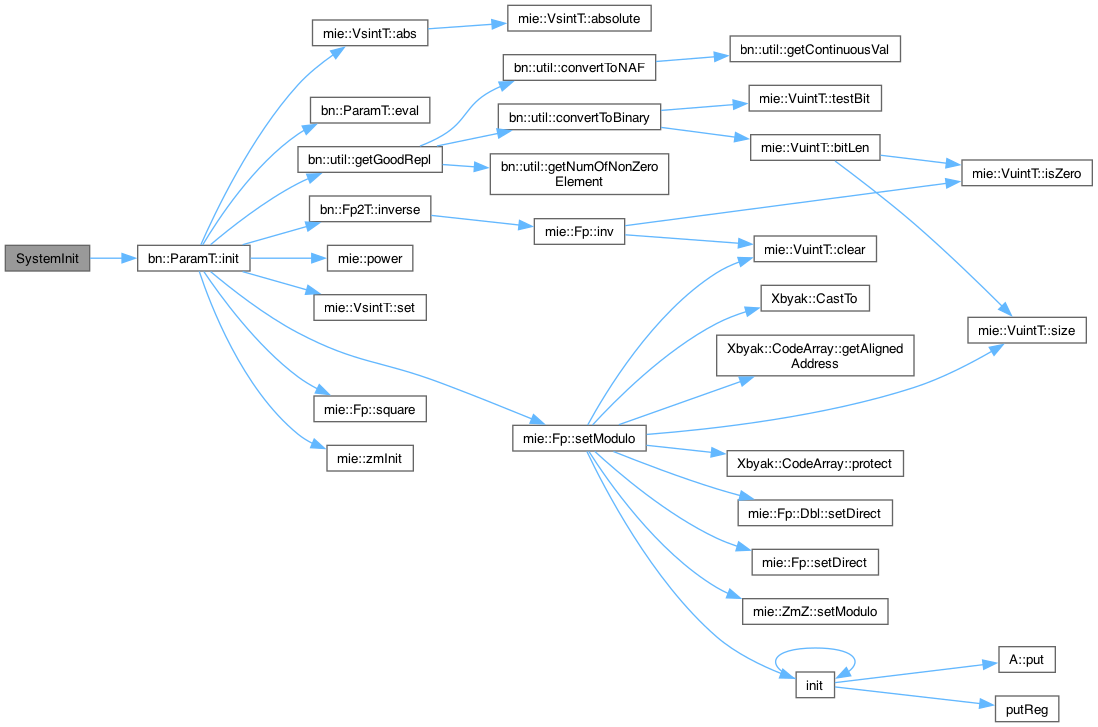 mie::VsintT::abs
mie::VsintT::absolute
bn::util::convertToNAF
bn::util::getContinuousVal
bn::ParamT::eval
mie::VuintT::testBit
bn::util::convertToBinary
mie::VuintT::bitLen
bn::util::getGoodRepl
bn::util::getNumOfNonZero
Element
mie::VuintT::isZero
bn::Fp2T::inverse
mie::Fp::inv
mie::VuintT::clear
SystemInit
bn::ParamT::init
mie::power
Xbyak::CastTo
mie::VsintT::set
mie::VuintT::size
Xbyak::CodeArray::getAligned
Address
mie::Fp::square
mie::Fp::setModulo
mie::zmInit
Xbyak::CodeArray::protect
mie::Fp::Dbl::setDirect
mie::Fp::setDirect
mie::ZmZ::setModulo
init
A::put
putReg